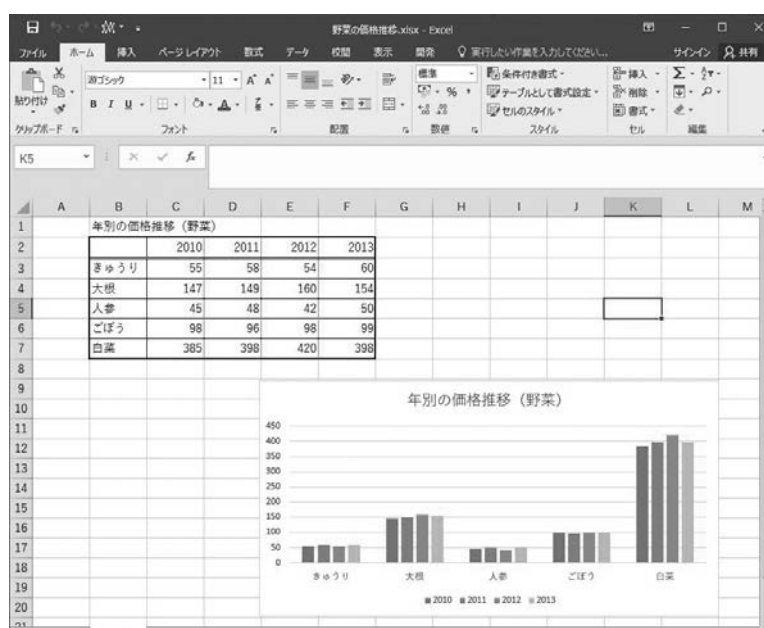 野菜の価格推移.xlsx - Excel
ファイル ホーム 挿入 ページ レイアウト 数式 データ 校閲 表示 開発 実行したい作業を入力してください... サインイン 共有
貼り付け
游ゴシック 11 A A
B I U A
標準
% ,
条件付き書式
テーブルとして書式設定
セルのスタイル
挿入
削除
書式
Σ
クリップボード フォント 配置 数値 スタイル セル 編集
K5 fx
A B C D E F G H I J K L M
1 年別の価格推移（野菜）
2 2010 2011 2012 2013
3 きゅうり 55 58 54 60
4 大根 147 149 160 154
5 人参 45 48 42 50
6 ごぼう 98 96 98 99
7 白菜 385 398 420 398
8
9
10
11
12
13
14
15
16
17
18
19
20
21
年別の価格推移（野菜）
450
400
350
300
250
200
150
100
50
0
きゅうり 大根 人参 ごぼう 白菜
2010 2011 2012 2013